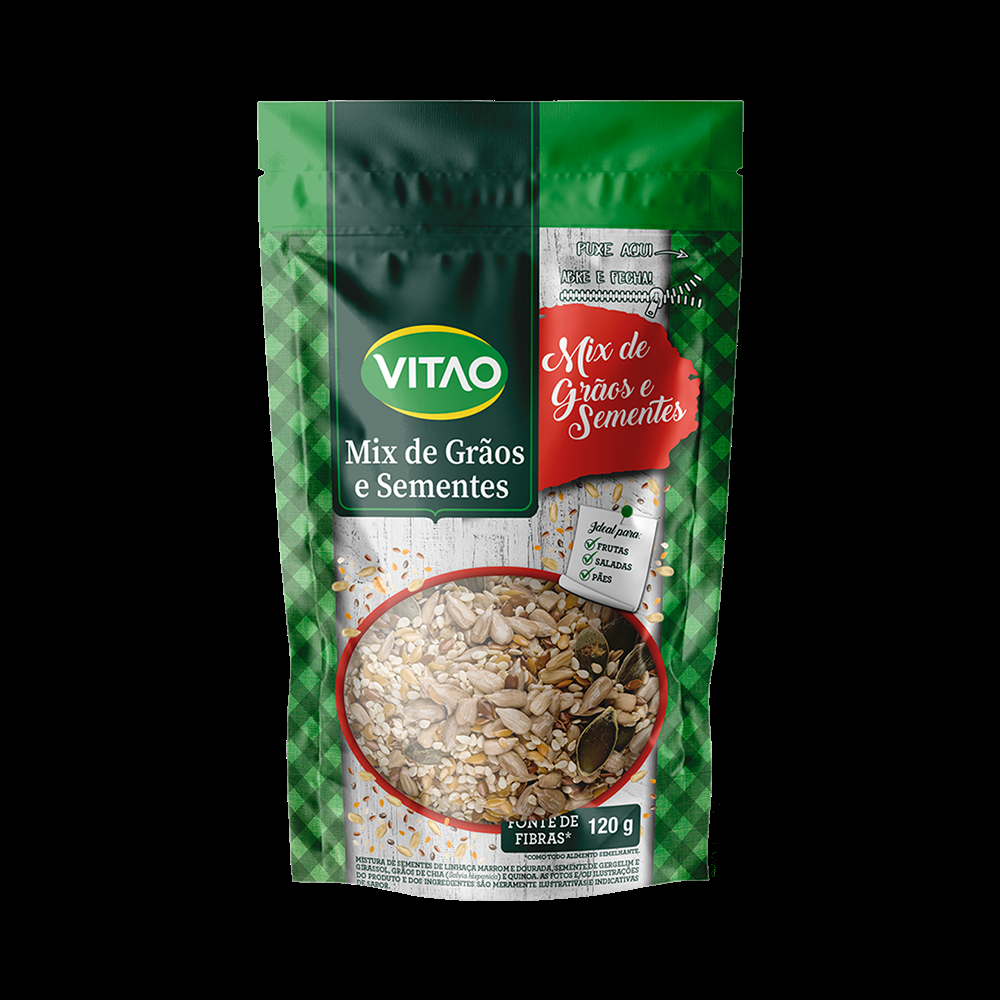 PUXE AQUI
ABRE E FECHA!
VITAO
Mix de Grãos
e Sementes
Mix de
Grãos e
Sementes
Ideal para:
FRUTAS
SALADAS
PÃES
FONTE DE
FIBRAS*
120 g
*COMO TODO ALIMENTO SEMELHANTE.
MISTURA DE SEMENTES DE LINHAÇA MARROM E DOURADA, SEMENTE DE GERGELIM E
GIRASSOL, GRÃOS DE CHIA (Salvia hispanica) E QUINOA. AS FOTOS E/OU ILUSTRAÇÕES
DO PRODUTO E DOS INGREDIENTES SÃO MERAMENTE ILUSTRATIVAS E INDICATIVAS
DE SABOR.